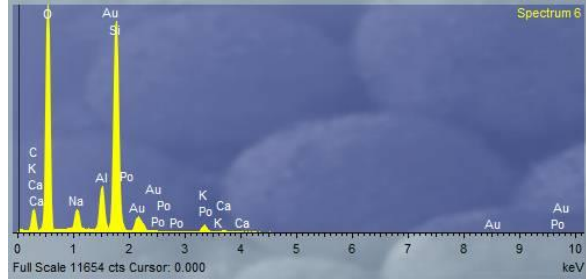 Spectrum 6
O
Au
Si
C
K
Ca
Ca
Na
Al
Po
Au
Au
Po
Po
Po
K
Po
K
Ca
Ca
Au
Au
Po
0 1 2 3 4 5 6 7 8 9 10
Full Scale 11654 cts Cursor: 0.000 keV